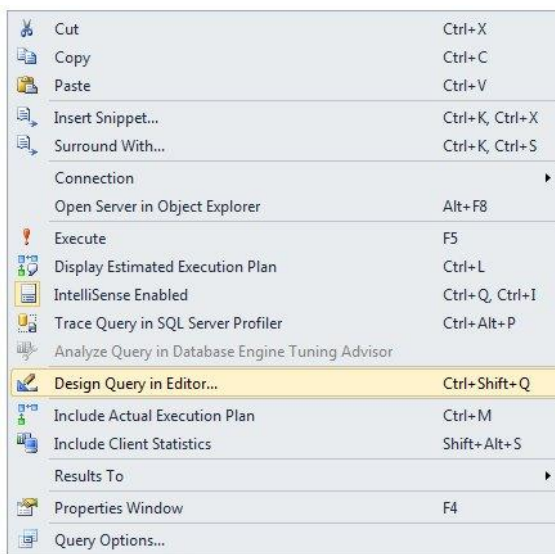 Cut Ctrl+X
Copy Ctrl+C
Paste Ctrl+V
Insert Snippet... Ctrl+K, Ctrl+X
Surround With... Ctrl+K, Ctrl+S
Connection
Open Server in Object Explorer Alt+F8
Execute F5
Display Estimated Execution Plan Ctrl+L
IntelliSense Enabled Ctrl+Q, Ctrl+I
Trace Query in SQL Server Profiler Ctrl+Alt+P
Analyze Query in Database Engine Tuning Advisor
Design Query in Editor... Ctrl+Shift+Q
Include Actual Execution Plan Ctrl+M
Include Client Statistics Shift+Alt+S
Results To
Properties Window F4
Query Options...